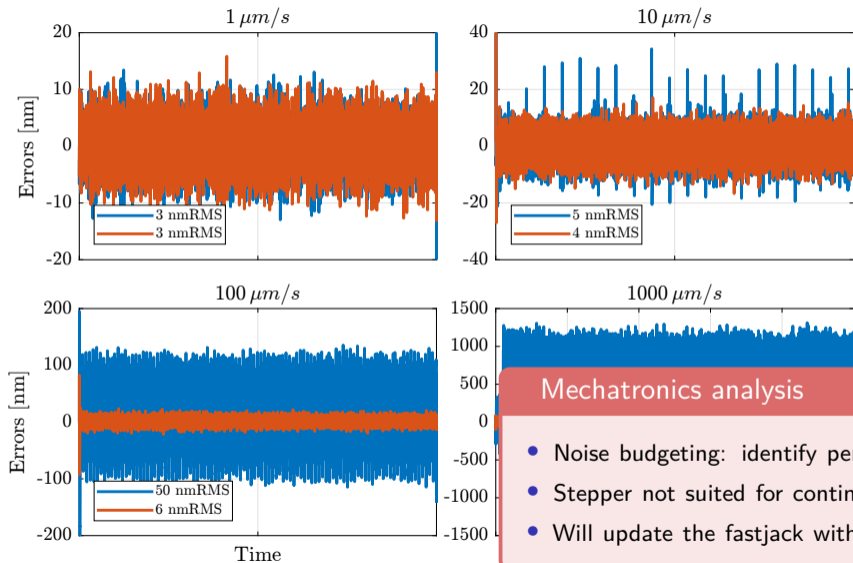 1 μm/s
20
10
0
-10
-20
Errors [nm]
3 nmRMS
3 nmRMS
10 μm/s
40
20
0
-20
-40
5 nmRMS
4 nmRMS
100 μm/s
200
100
0
-100
-200
Errors [nm]
50 nmRMS
6 nmRMS
Time
1000 μm/s
1500
1000
500
0
-500
-1000
-1500
Mechatronics analysis
• Noise budgeting: identify per
• Stepper not suited for contin
• Will update the fastjack with